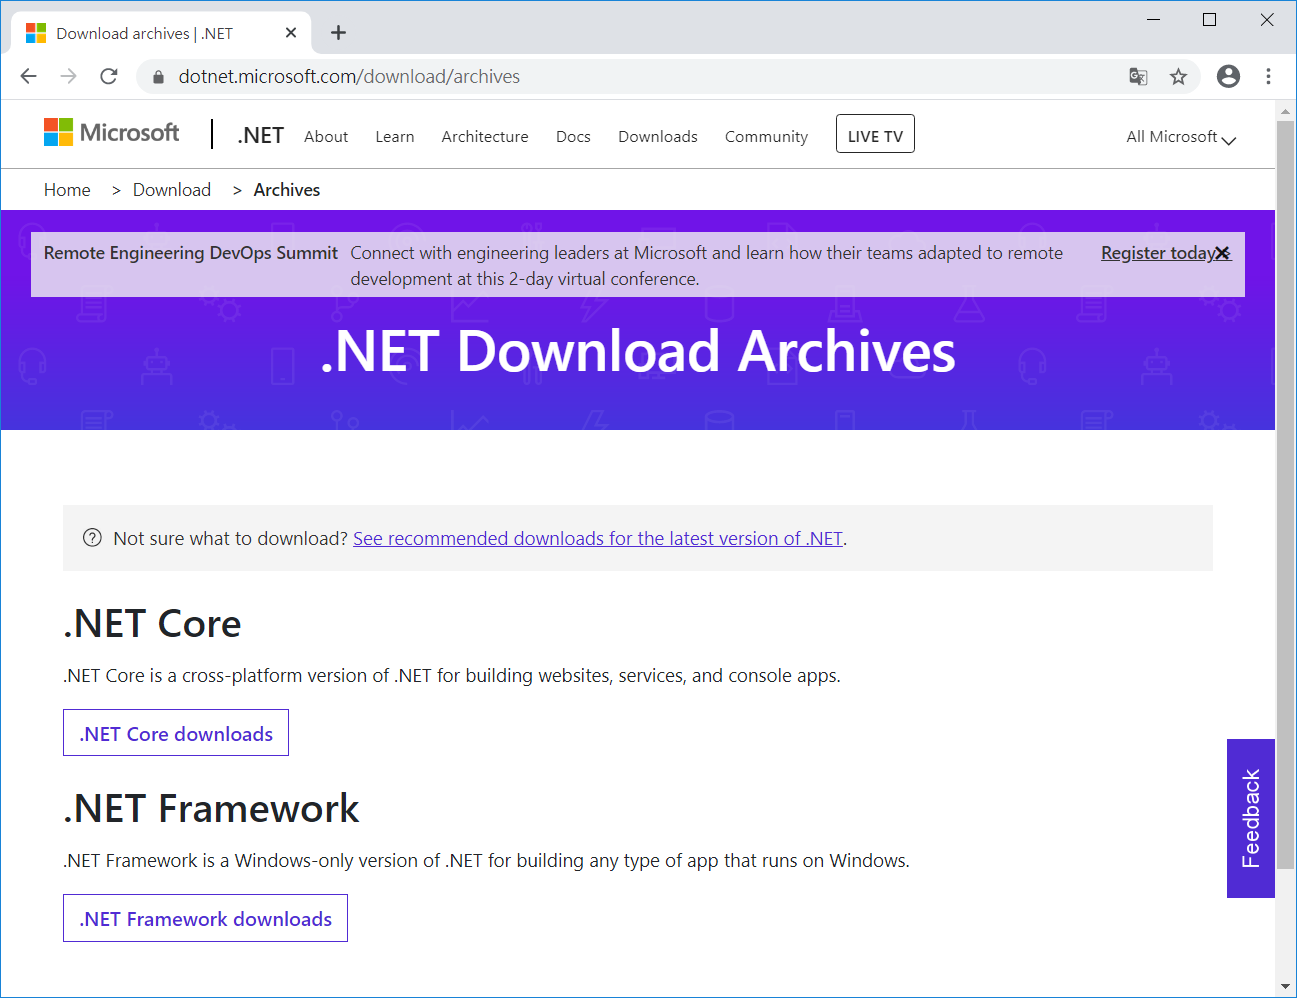 Download archives | .NET
dotnet.microsoft.com/download/archives
Microsoft .NET About Learn Architecture Docs Downloads Community LIVE TV All Microsoft
Home > Download > Archives
Remote Engineering DevOps Summit Connect with engineering leaders at Microsoft and learn how their teams adapted to remote Register today
development at this 2-day virtual conference.
.NET Download Archives
Not sure what to download? See recommended downloads for the latest version of .NET.
.NET Core
.NET Core is a cross-platform version of .NET for building websites, services, and console apps.
.NET Core downloads
.NET Framework
.NET Framework is a Windows-only version of .NET for building any type of app that runs on Windows.
.NET Framework downloads
Feedback